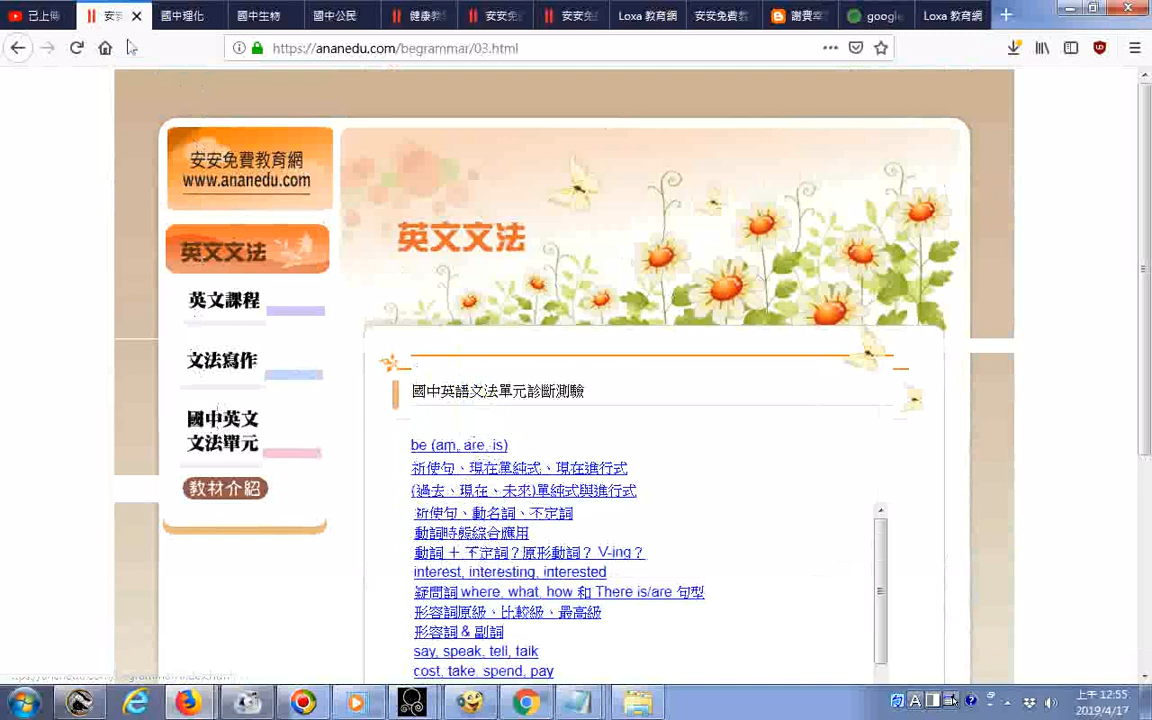 已上傳
安安
國中理化
國中生物
國中公民
健康教
安安免
安安免
Loxa 教育網
安安免費教
謝寶幸
google
Loxa 教育網
https://ananedu.com/begrammar/03.html
安安免費教育網
www.ananedu.com
英文文法
英文文法
英文課程
文法寫作
國中英文
文法單元
教材介紹
國中英語文法單元診斷測驗
be (am, are, is)
祈使句、現在單純式、現在進行式
(過去、現在、未來)單純式與進行式
祈使句、動名詞、不定詞
動詞時態綜合應用
動詞 + 不定詞？原形動詞？ V-ing？
interest, interesting, interested
疑問詞 where, what, how 和 There is/are 句型
形容詞原級、比較級、最高級
形容詞 & 副詞
say, speak, tell, talk
cost, take, spend, pay
上午 12:55
2019/4/17